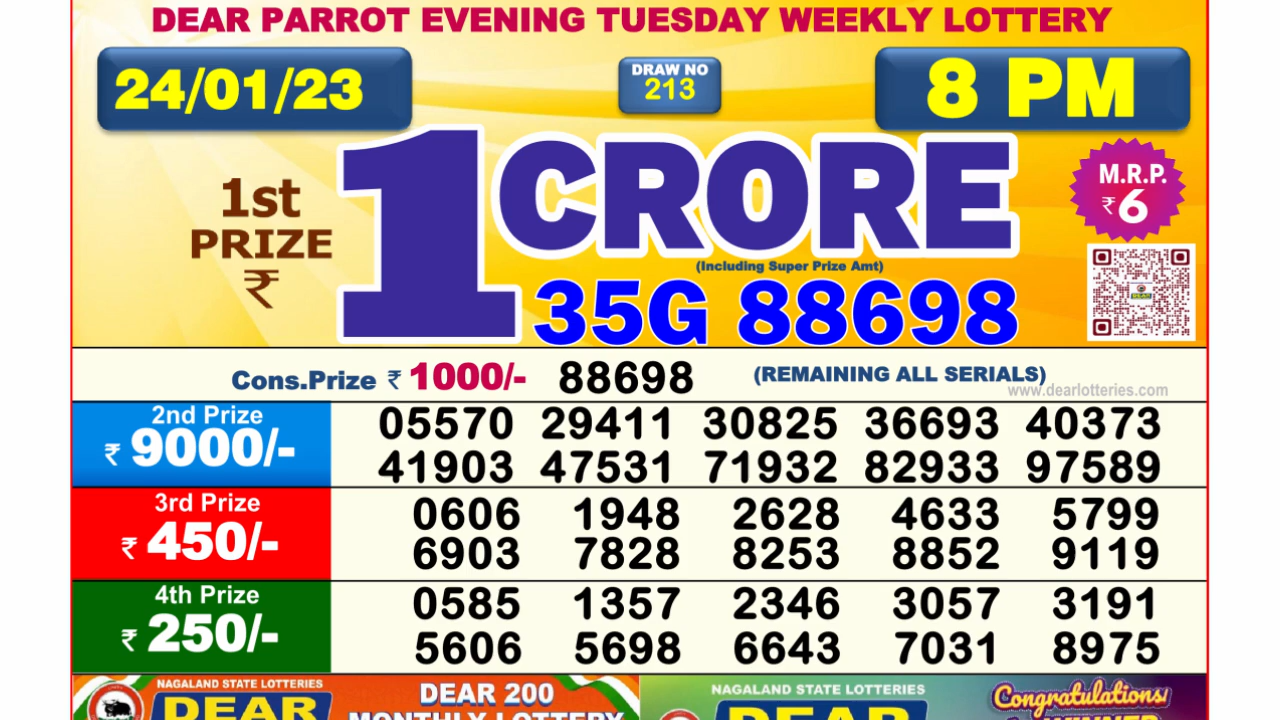 DEAR PARROT EVENING TUESDAY WEEKLY LOTTERY
24/01/23
DRAW NO
213
8 PM
1st
PRIZE
₹
1 CRORE
(Including Super Prize Amt)
35G 88698
M.R.P.
₹ 6
DEAR
Cons.Prize ₹ 1000/- 88698 (REMAINING ALL SERIALS)
www.dearlotteries.com
2nd Prize
₹ 9000/-
05570 29411 30825 36693 40373
41903 47531 71932 82933 97589
3rd Prize
₹ 450/-
0606 1948 2628 4633 5799
6903 7828 8253 8852 9119
4th Prize
₹ 250/-
0585 1357 2346 3057 3191
5606 5698 6643 7031 8975
NAGALAND STATE LOTTERIES
DEAR
DEAR 200
MONTHLY LOTTERY
NAGALAND STATE LOTTERIES
DEAR
Congratulations!